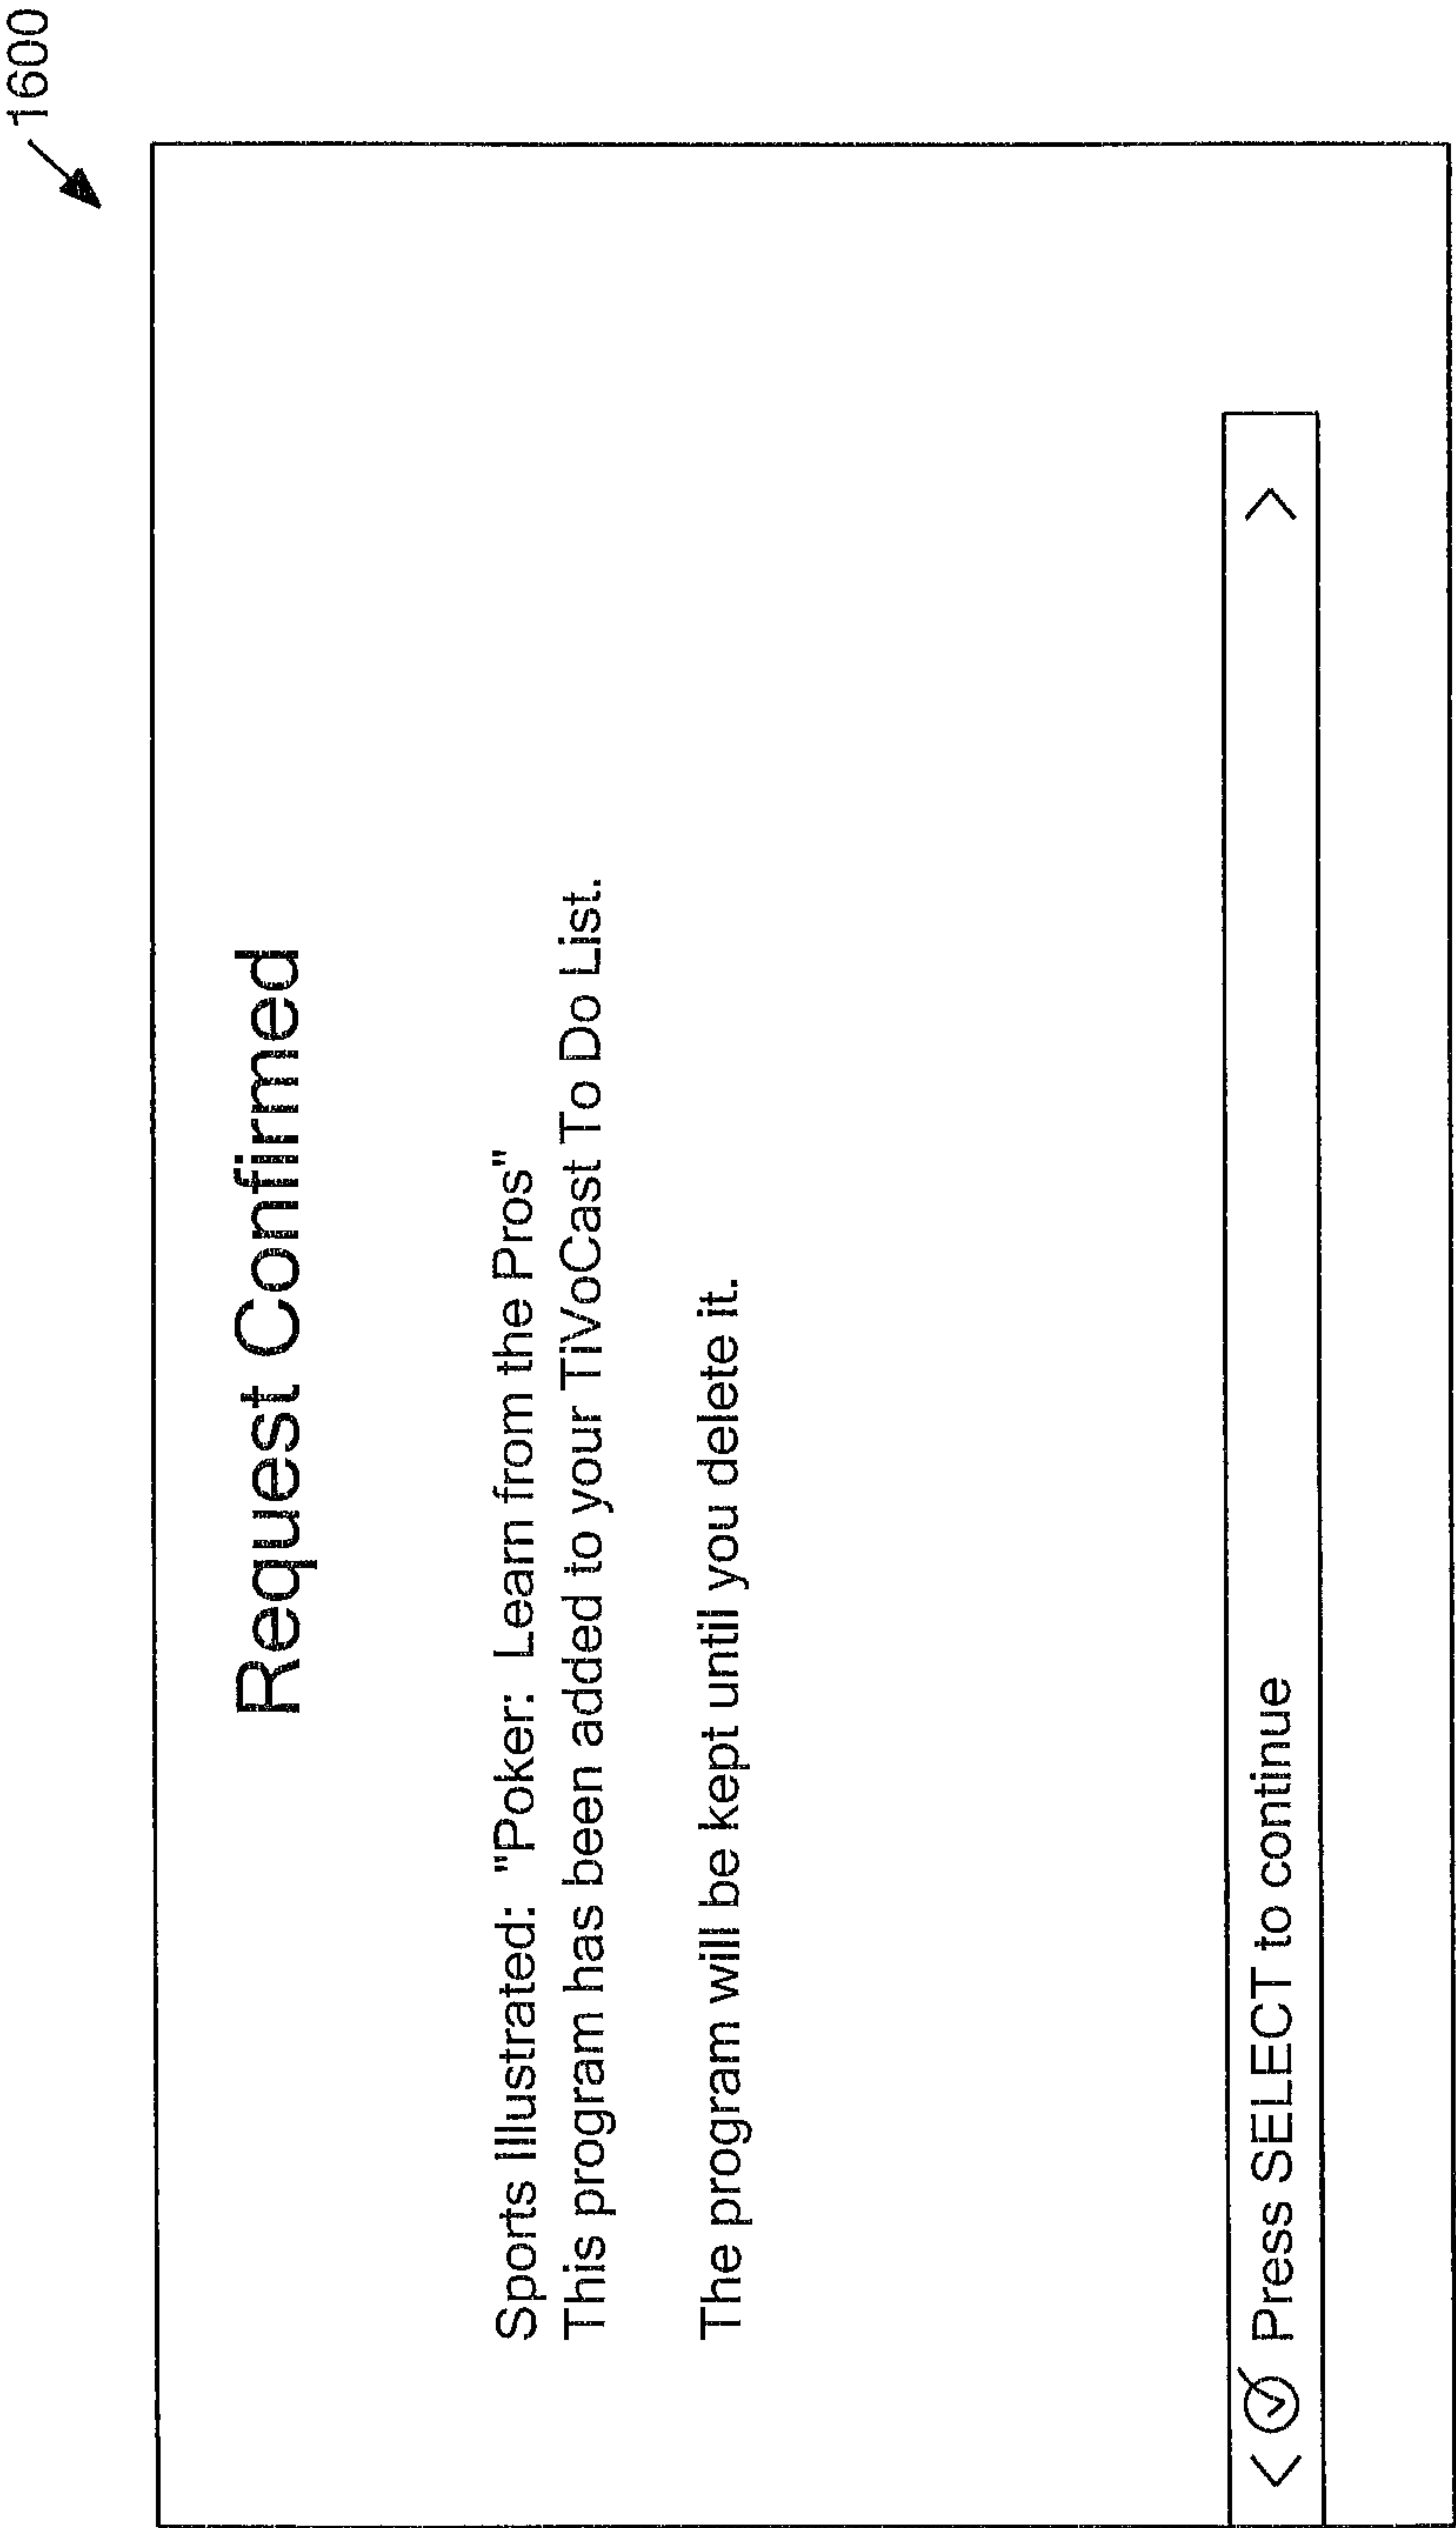 1600
Request Confirmed
Sports Illustrated: "Poker: Learn from the Pros"
This program has been added to your TiVoCast To Do List.
The program will be kept until you delete it.
< Press SELECT to continue >